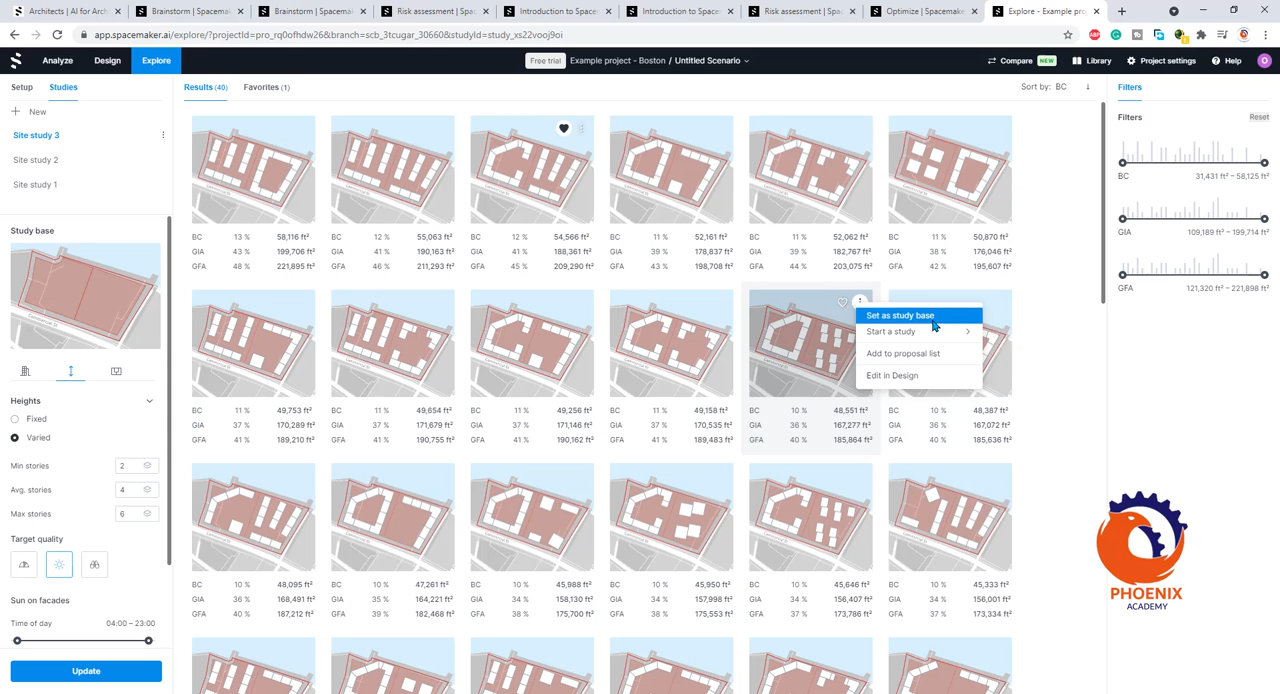 Architects | AI for Arch
Brainstorm | Spacemak
Brainstorm | Spacemak
Risk assessment | Spac
Introduction to Spacem
Introduction to Spacem
Risk assessment | Spac
Optimize | Spacemaker
Explore - Example proj
app.spacemaker.ai/explore/?projectId=pro_rq0ofhdw26&branch=scb_3tcugar_30660&studyId=study_xs22vooj9oi
Analyze
Design
Explore
Free trial
Example project - Boston / Untitled Scenario
Compare NEW
Library
Project settings
Help
O
Setup
Studies
+ New
Site study 3
Site study 2
Site study 1
Study base
Heights
Fixed
Varied
Min stories 2
Avg. stories 4
Max stories 6
Target quality
Sun on facades
Time of day 04:00 – 23:00
Update
Results (40)
Favorites (1)
Sort by: BC
BC 13 % 58,116 ft²
GIA 43 % 199,706 ft²
GFA 48 % 221,895 ft²
BC 12 % 55,063 ft²
GIA 41 % 190,163 ft²
GFA 46 % 211,293 ft²
BC 12 % 54,566 ft²
GIA 41 % 188,361 ft²
GFA 45 % 209,290 ft²
BC 11 % 52,161 ft²
GIA 39 % 178,837 ft²
GFA 43 % 198,708 ft²
BC 11 % 52,062 ft²
GIA 39 % 182,767 ft²
GFA 44 % 203,075 ft²
BC 11 % 50,870 ft²
GIA 38 % 176,046 ft²
GFA 42 % 195,607 ft²
Set as study base
Start a study
Add to proposal list
Edit in Design
BC 11 % 49,753 ft²
GIA 37 % 170,289 ft²
GFA 41 % 189,210 ft²
BC 11 % 49,654 ft²
GIA 37 % 171,679 ft²
GFA 41 % 190,755 ft²
BC 11 % 49,256 ft²
GIA 37 % 171,146 ft²
GFA 41 % 190,162 ft²
BC 11 % 49,158 ft²
GIA 37 % 170,535 ft²
GFA 41 % 189,483 ft²
BC 10 % 48,551 ft²
GIA 36 % 167,277 ft²
GFA 40 % 185,864 ft²
BC 10 % 48,387 ft²
GIA 36 % 167,072 ft²
GFA 40 % 185,636 ft²
BC 10 % 48,095 ft²
GIA 36 % 168,491 ft²
GFA 40 % 187,212 ft²
BC 10 % 47,261 ft²
GIA 35 % 164,221 ft²
GFA 39 % 182,468 ft²
BC 10 % 45,988 ft²
GIA 34 % 158,130 ft²
GFA 38 % 175,700 ft²
BC 10 % 45,950 ft²
GIA 34 % 157,998 ft²
GFA 38 % 175,553 ft²
BC 10 % 45,646 ft²
GIA 34 % 156,407 ft²
GFA 37 % 173,786 ft²
BC 10 % 45,333 ft²
GIA 34 % 156,001 ft²
GFA 37 % 173,334 ft²
Filters
Filters Reset
BC 31,431 ft² – 58,125 ft²
GIA 109,189 ft² – 199,714 ft²
GFA 121,320 ft² – 221,898 ft²
PHOENIX
ACADEMY